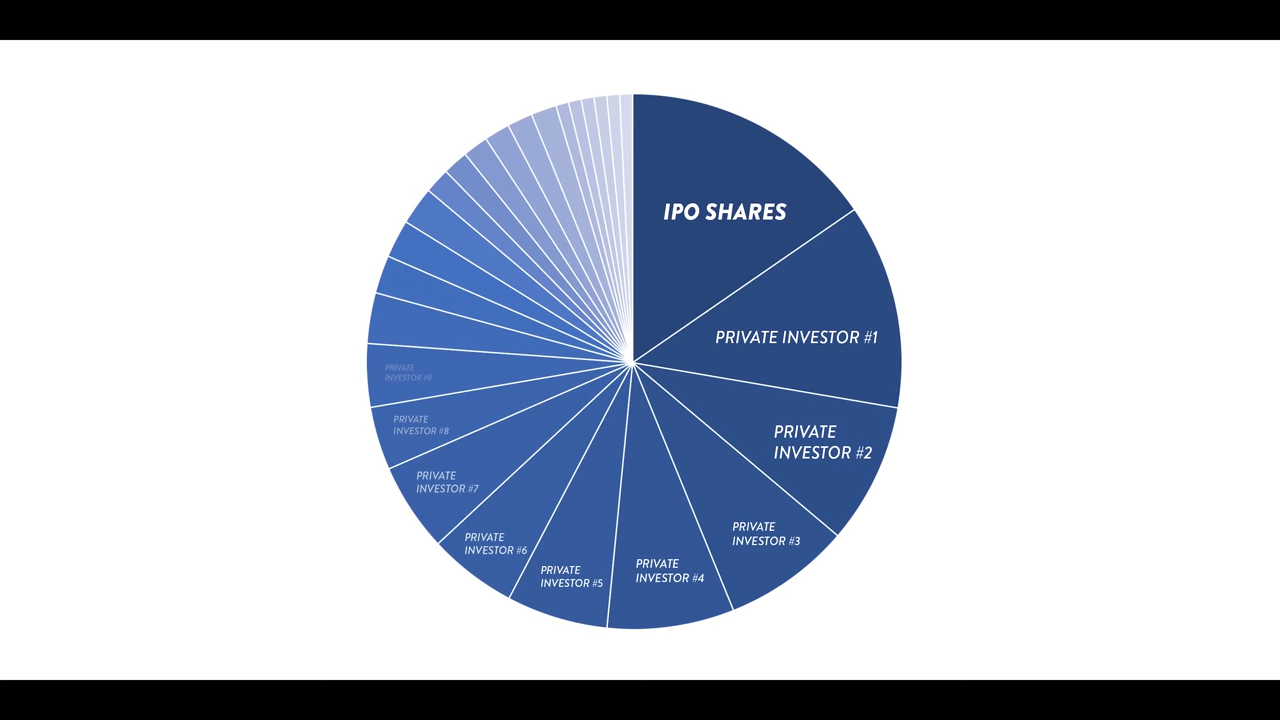 IPO SHARES
PRIVATE INVESTOR #1
PRIVATE
INVESTOR #2
PRIVATE
INVESTOR #3
PRIVATE
INVESTOR #4
PRIVATE
INVESTOR #5
PRIVATE
INVESTOR #6
PRIVATE
INVESTOR #7
PRIVATE
INVESTOR #8
PRIVATE
INVESTOR #9